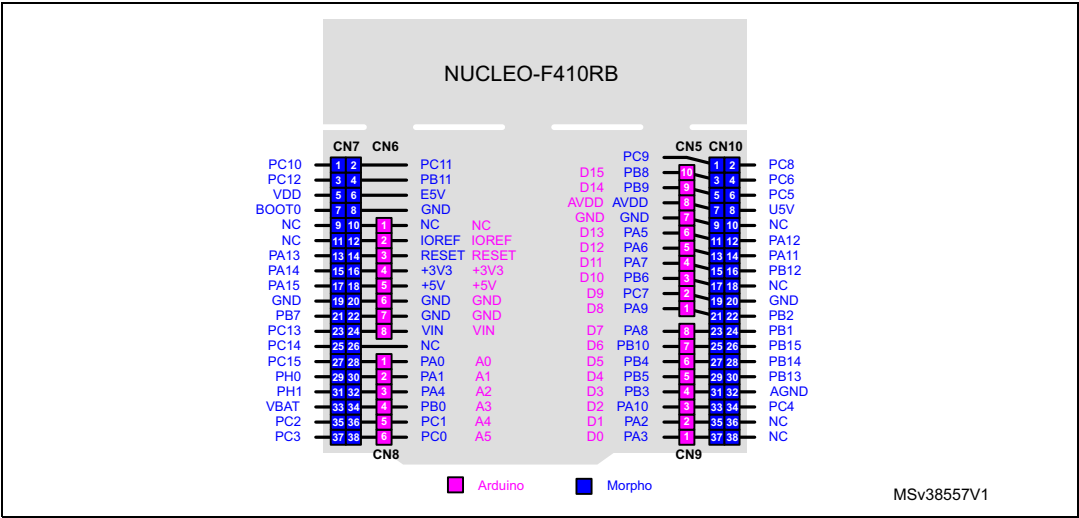 NUCLEO-F410RB
CN7 CN6 CN5 CN10
PC9
PC10 1 2 PC11 D15 PB8 10 1 2 PC8
PC12 3 4 PB11 D14 PB9 9 3 4 PC6
VDD 5 6 E5V AVDD AVDD 8 5 6 PC5
BOOT0 7 8 GND GND GND 7 7 8 U5V
NC 9 10 1 NC NC D13 PA5 6 9 10 NC
NC 11 12 2 IOREF IOREF D12 PA6 5 11 12 PA12
PA13 13 14 3 RESET RESET D11 PA7 4 13 14 PA11
PA14 15 16 4 +3V3 +3V3 D10 PB6 3 15 16 PB12
PA15 17 18 5 +5V +5V D9 PC7 2 17 18 NC
GND 19 20 6 GND GND D8 PA9 1 19 20 GND
PB7 21 22 7 GND GND 21 22 PB2
PC13 23 24 8 VIN VIN D7 PA8 8 23 24 PB1
PC14 25 26 NC D6 PB10 7 25 26 PB15
PC15 27 28 1 PA0 A0 D5 PB4 6 27 28 PB14
PH0 29 30 2 PA1 A1 D4 PB5 5 29 30 PB13
PH1 31 32 3 PA4 A2 D3 PB3 4 31 32 AGND
VBAT 33 34 4 PB0 A3 D2 PA10 3 33 34 PC4
PC2 35 36 5 PC1 A4 D1 PA2 2 35 36 NC
PC3 37 38 6 PC0 A5 D0 PA3 1 37 38 NC
CN8 CN9
Arduino Morpho
MSv38557V1